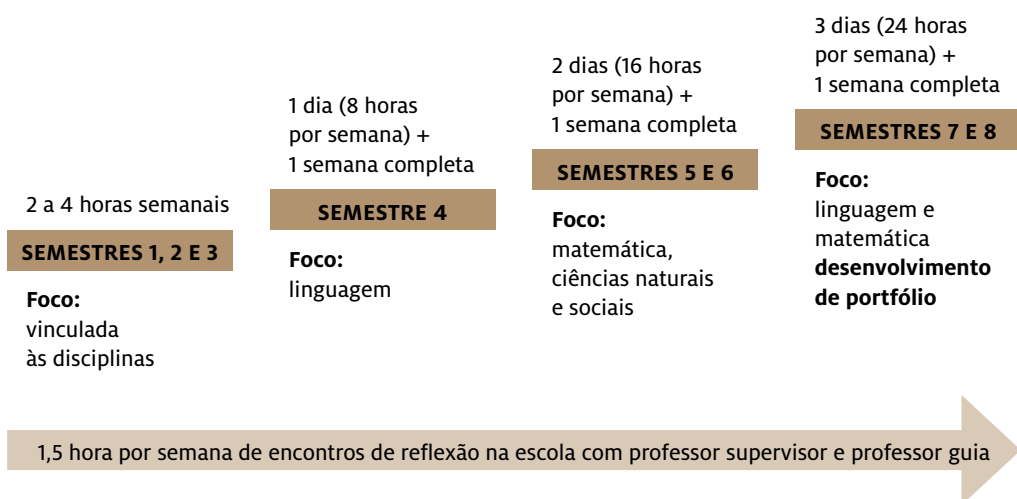 2 a 4 horas semanais
SEMESTRES 1, 2 E 3
Foco:
vinculada
às disciplinas
1 dia (8 horas
por semana) +
1 semana completa
SEMESTRE 4
Foco:
linguagem
2 dias (16 horas
por semana) +
1 semana completa
SEMESTRES 5 E 6
Foco:
matemática,
ciências naturais
e sociais
3 dias (24 horas
por semana) +
1 semana completa
SEMESTRES 7 E 8
Foco:
linguagem e
matemática
desenvolvimento
de portfólio
1,5 hora por semana de encontros de reflexão na escola com professor supervisor e professor guia